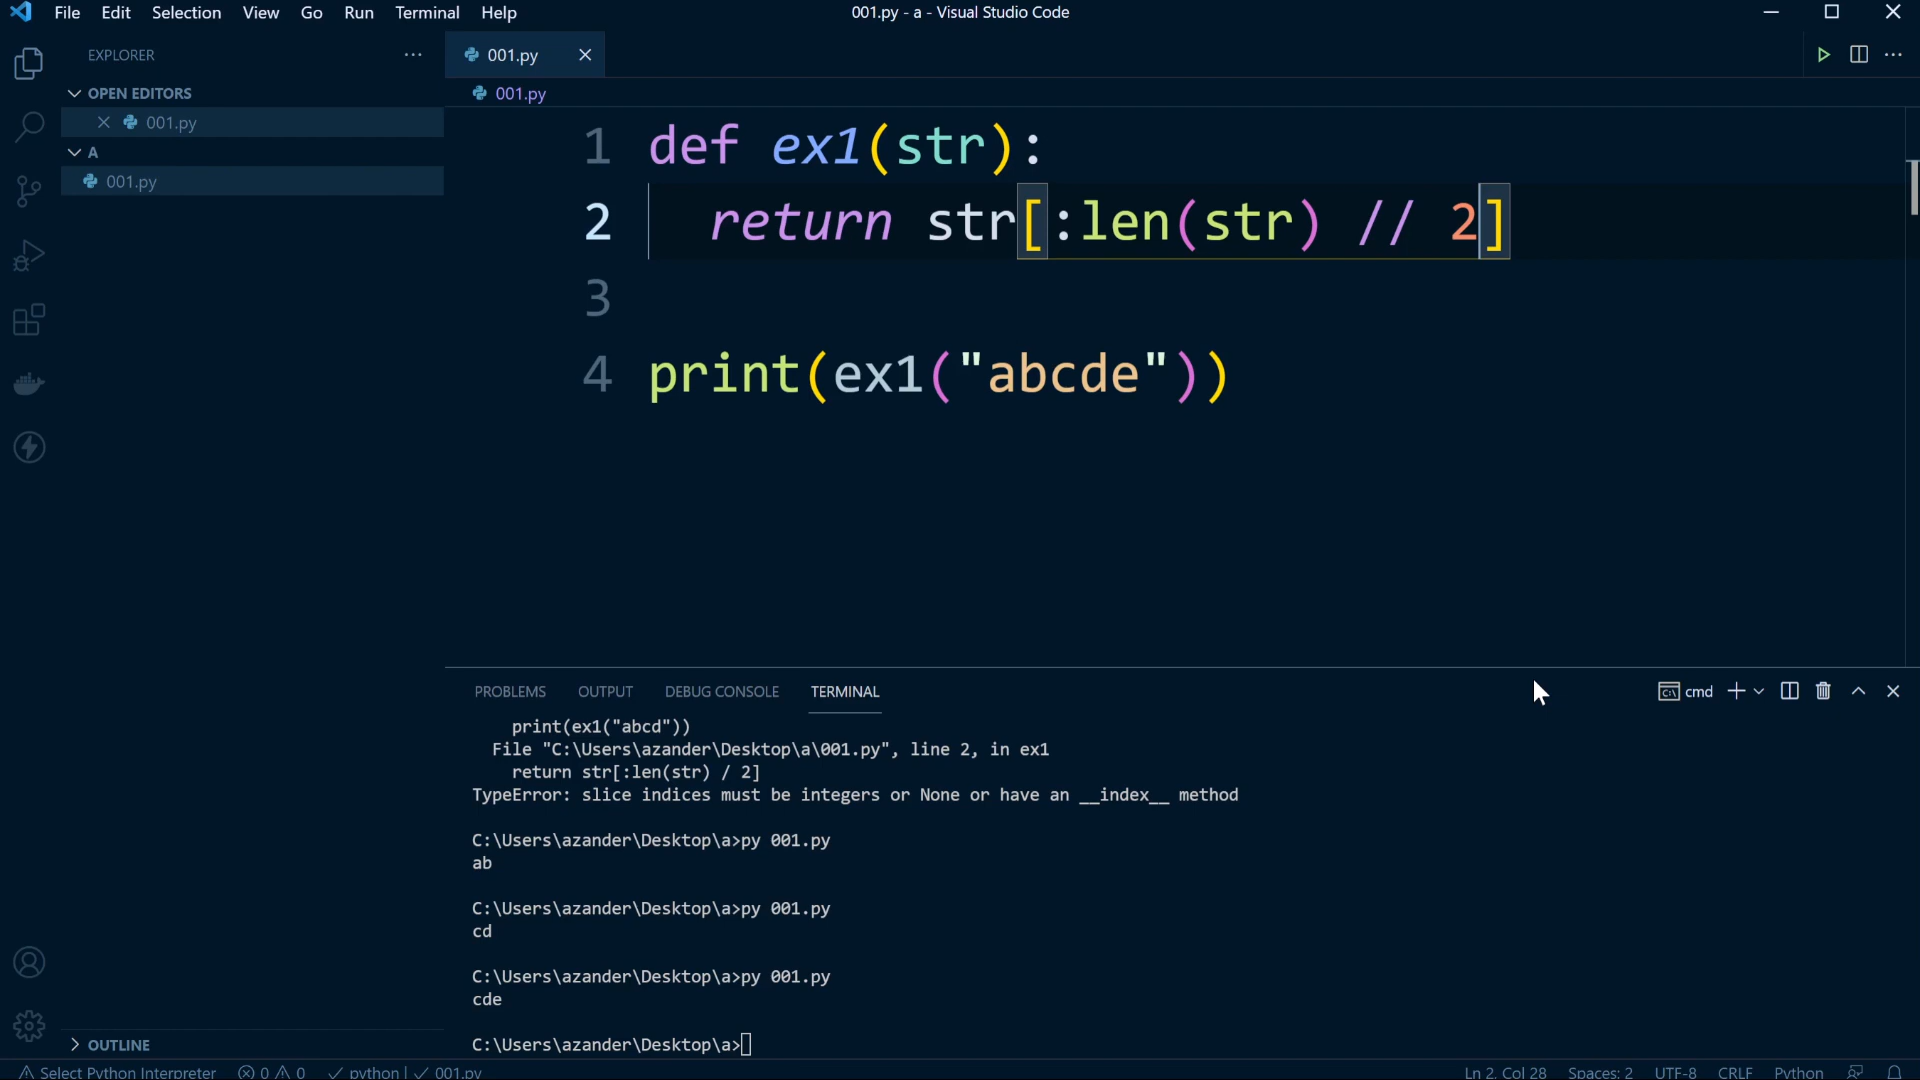 File Edit Selection View Go Run Terminal Help
001.py - a - Visual Studio Code
EXPLORER
001.py
OPEN EDITORS
001.py
001.py
A
001.py
1 def ex1(str):
2 return str[:len(str) // 2]
3
4 print(ex1("abcde"))
PROBLEMS OUTPUT DEBUG CONSOLE TERMINAL
cmd
print(ex1("abcd"))
File "C:\Users\azander\Desktop\a\001.py", line 2, in ex1
return str[:len(str) / 2]
TypeError: slice indices must be integers or None or have an __index__ method
C:\Users\azander\Desktop\a>py 001.py
ab
C:\Users\azander\Desktop\a>py 001.py
cd
C:\Users\azander\Desktop\a>py 001.py
cde
C:\Users\azander\Desktop\a>
OUTLINE
Select Python Interpreter 0 0 python | 001.py
Ln 2, Col 28 Spaces: 2 UTF-8 CRLF Python